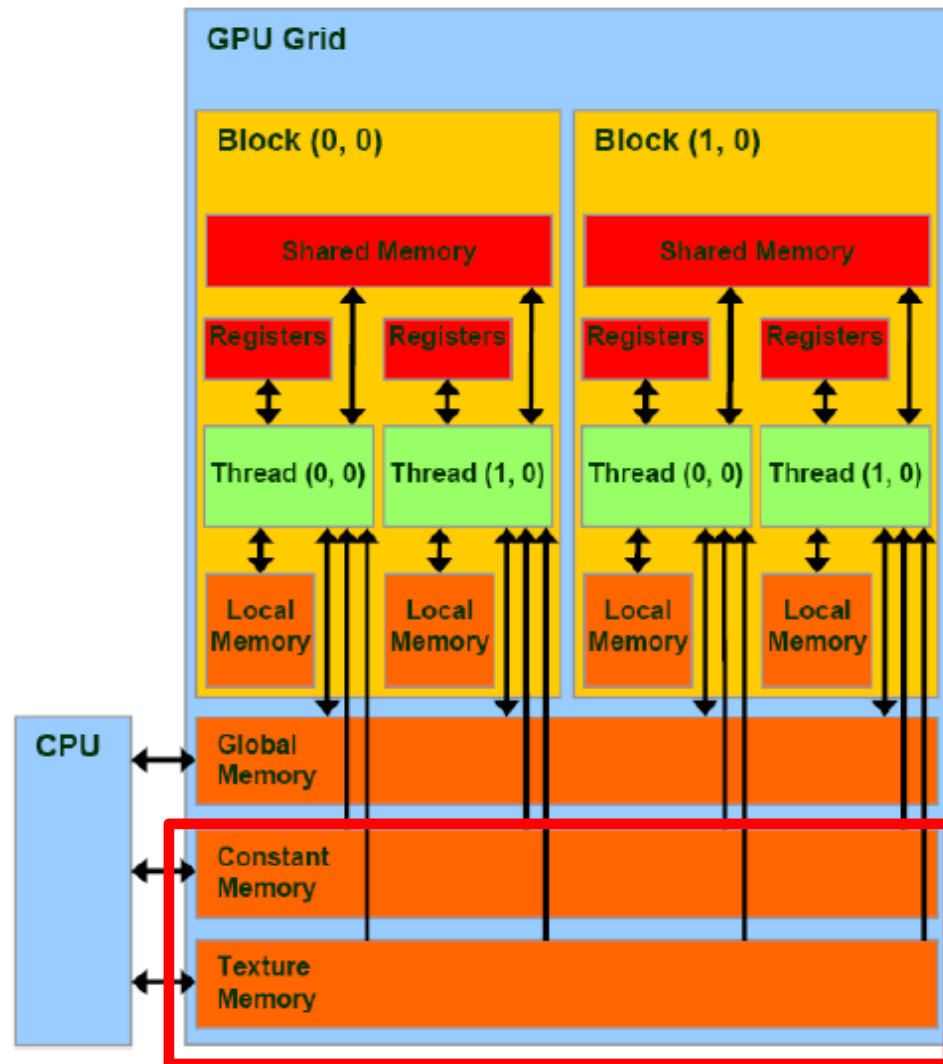 GPU Grid
Block (0, 0)
Block (1, 0)
Shared Memory
Shared Memory
Registers
Registers
Registers
Registers
Thread (0, 0)
Thread (1, 0)
Thread (0, 0)
Thread (1, 0)
Local
Memory
Local
Memory
Local
Memory
Local
Memory
CPU
Global
Memory
Constant
Memory
Texture
Memory